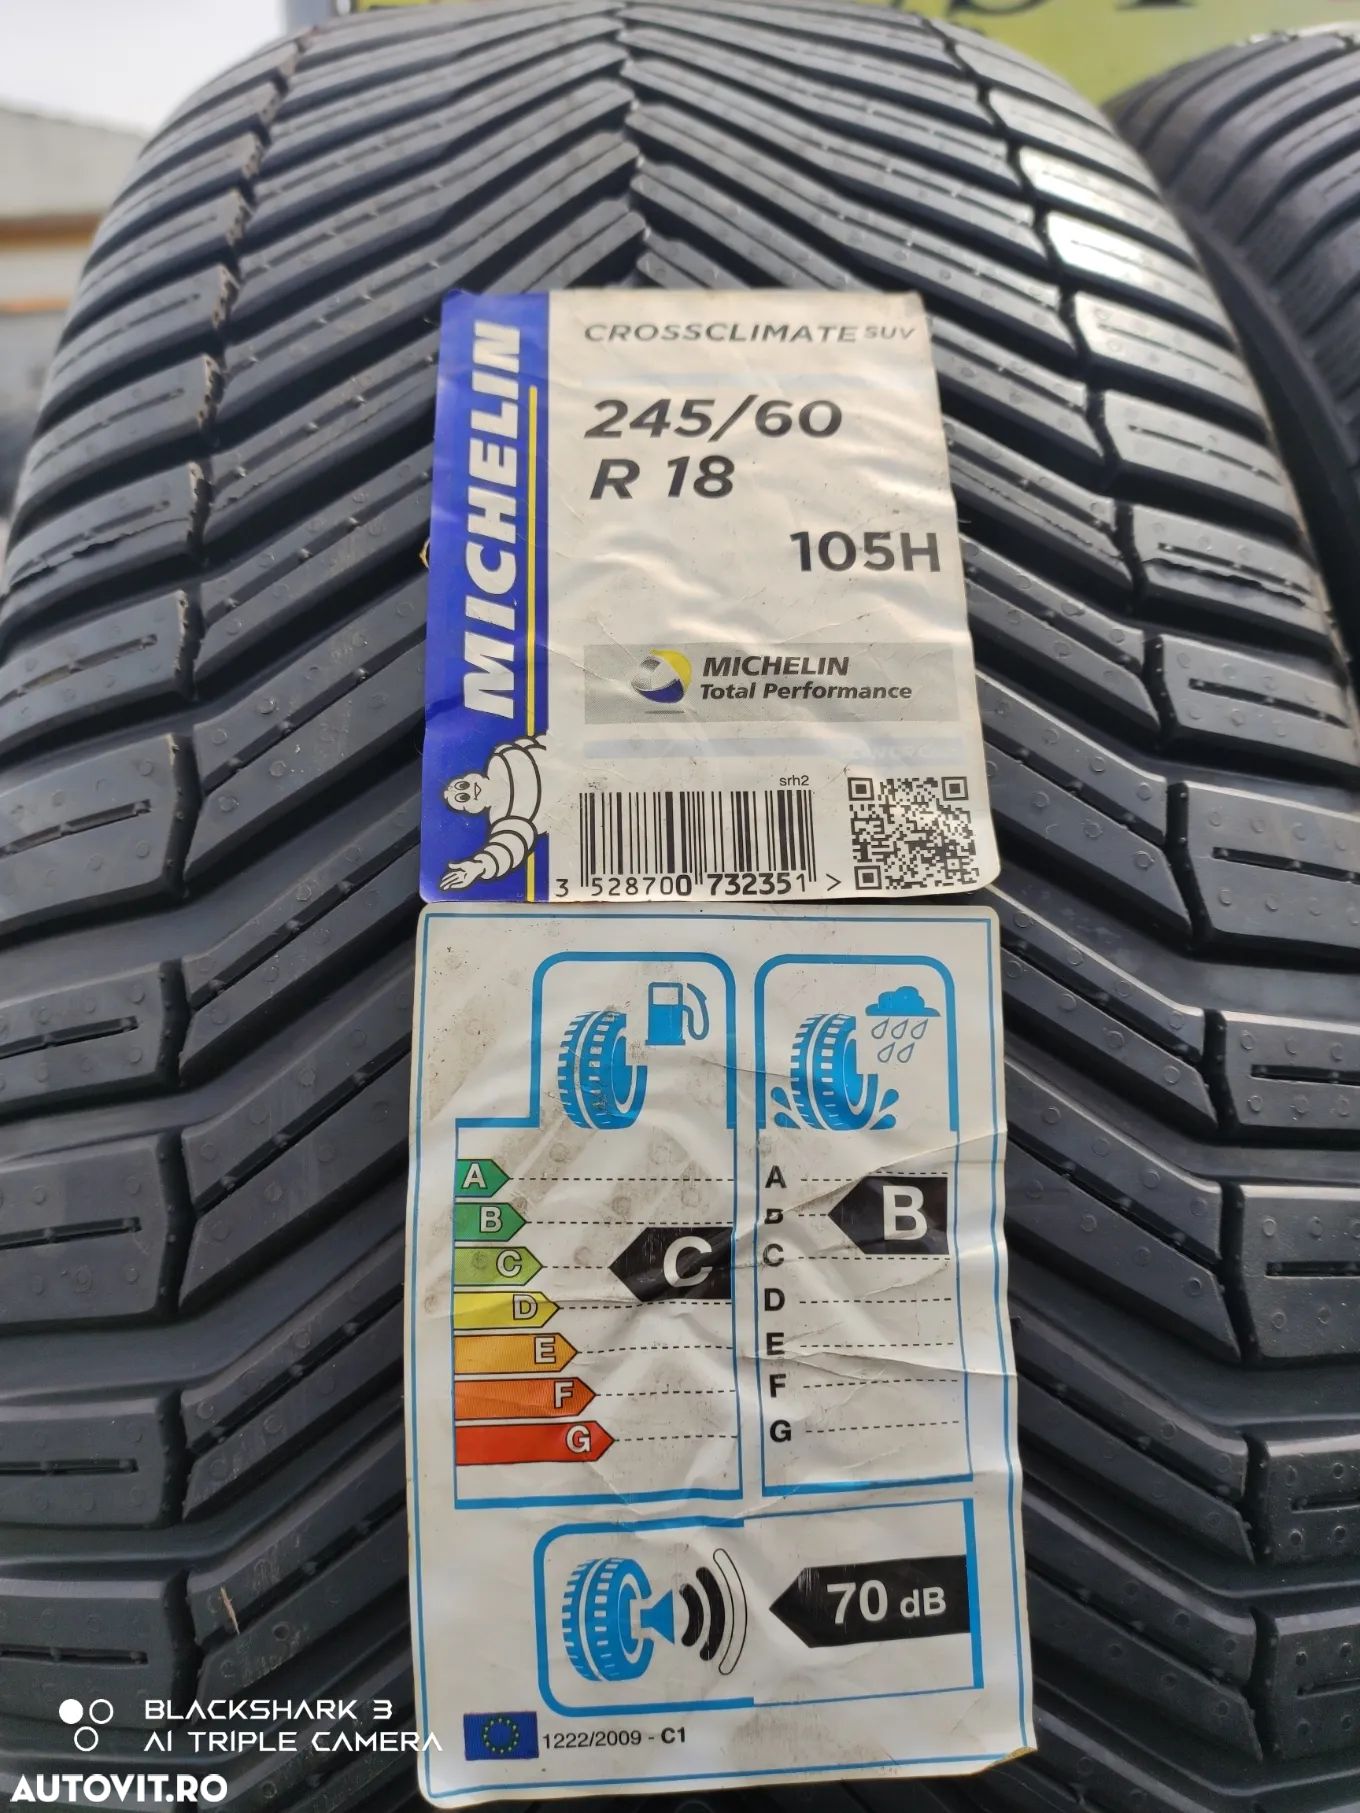 MICHELIN
CROSSCLIMATE SUV
245/60
R 18
105H
MICHELIN
Total Performance
srh2
3 528700 732351 >
A
B
C
D
E
F
G
C
A
B
C
D
E
F
G
B
70 dB
1222/2009 - C1
BLACKSHARK 3
AI TRIPLE CAMERA
AUTOVIT.RO